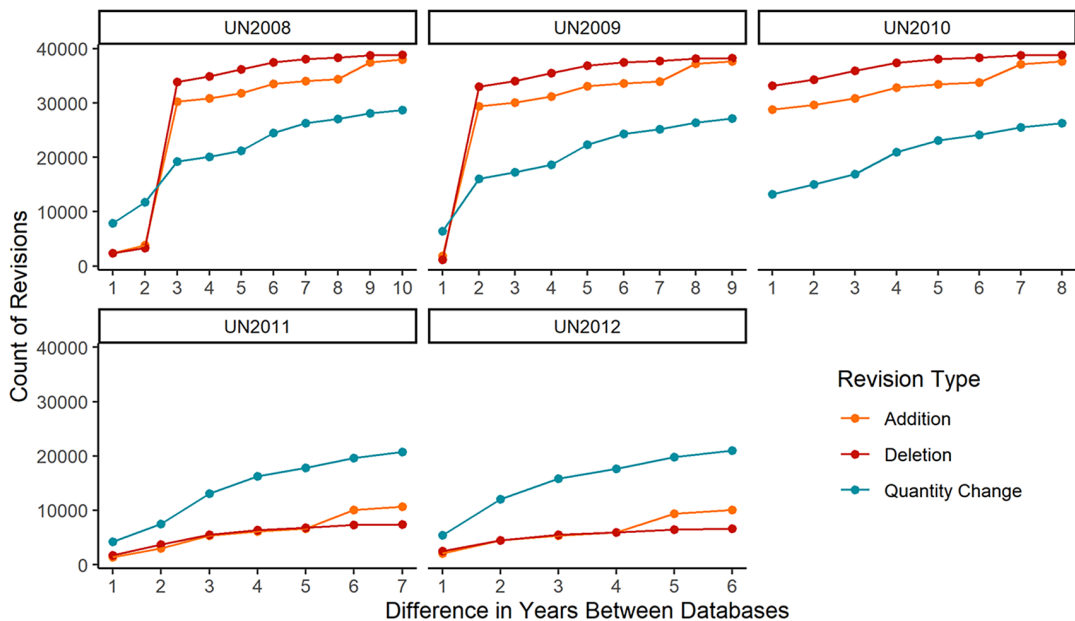 UN2008 UN2009 UN2010
40000
30000
20000
10000
0
1 2 3 4 5 6 7 8 9 10 1 2 3 4 5 6 7 8 9 1 2 3 4 5 6 7 8
Count of Revisions
UN2011 UN2012
40000
30000
20000
10000
0
1 2 3 4 5 6 7 1 2 3 4 5 6
Difference in Years Between Databases
Revision Type
Addition
Deletion
Quantity Change